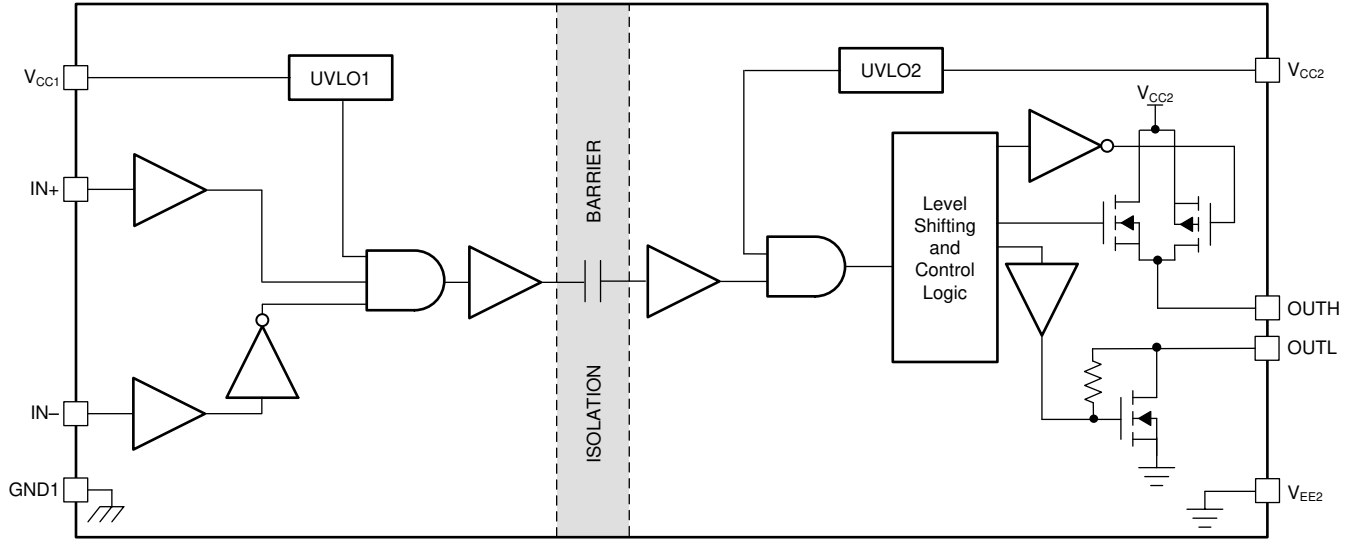 UVLO1
UVLO2
VCC1
VCC2
VCC2
IN+
BARRIER
Level
Shifting
and
Control
Logic
OUTH
OUTL
IN–
ISOLATION
GND1
VEE2